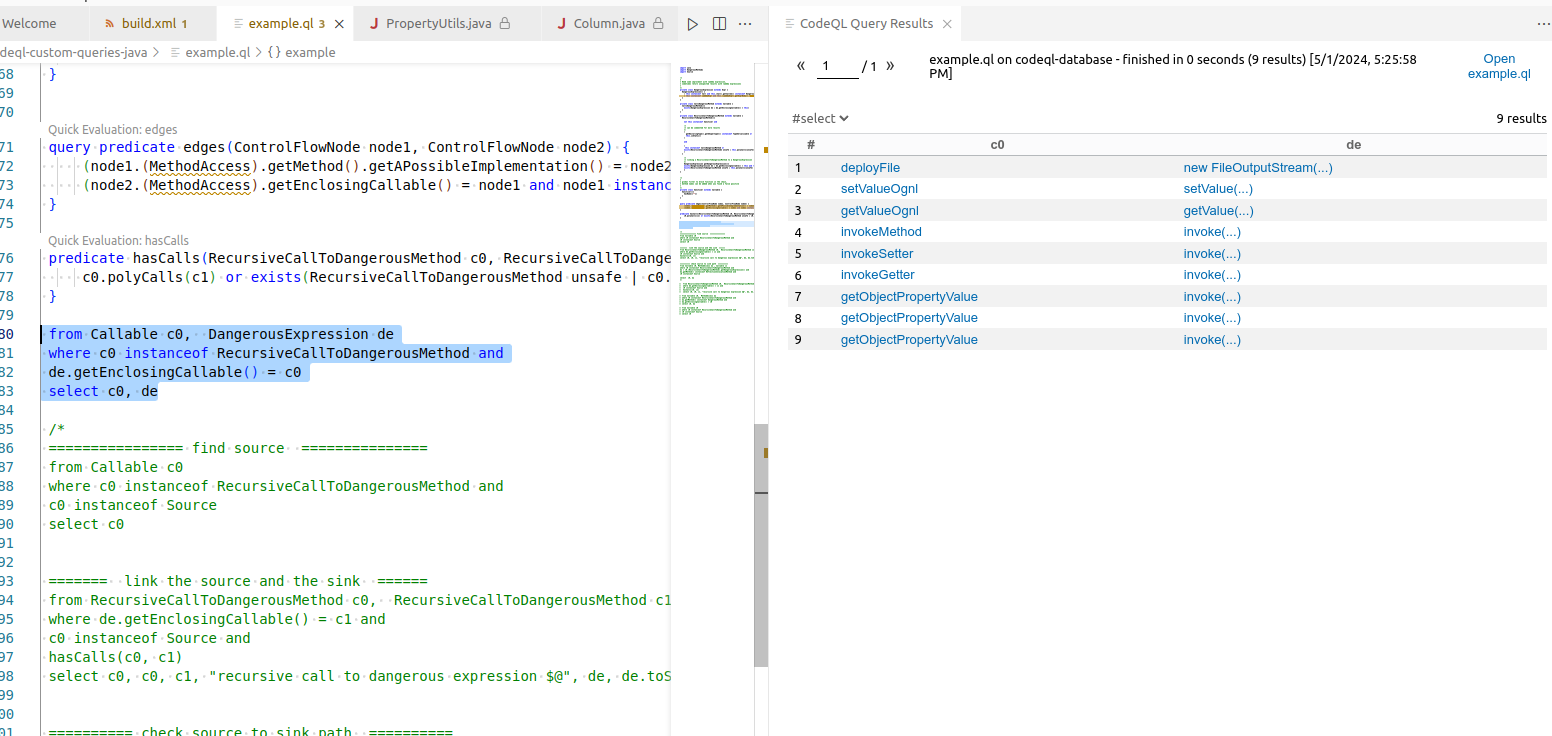 Welcome
build.xml 1
example.ql 3
PropertyUtils.java
Column.java
deql-custom-queries-java > example.ql > {} example
68 }
69
70
Quick Evaluation: edges
71 query predicate edges(ControlFlowNode node1, ControlFlowNode node2) {
72 (node1.(MethodAccess).getMethod().getAPossibleImplementation() = node2
73 (node2.(MethodAccess).getEnclosingCallable() = node1 and node1 instanc
74 }
75
Quick Evaluation: hasCalls
76 predicate hasCalls(RecursiveCallToDangerousMethod c0, RecursiveCallToDange
77 c0.polyCalls(c1) or exists(RecursiveCallToDangerousMethod unsafe | c0.
78 }
79
80 from Callable c0,  DangerousExpression de
81 where c0 instanceof RecursiveCallToDangerousMethod and
82 de.getEnclosingCallable() = c0
83 select c0, de
84
85 /*
86 ================ find source  ===============
87 from Callable c0
88 where c0 instanceof RecursiveCallToDangerousMethod and
89 c0 instanceof Source
90 select c0
91
92
93 =======  link the source and the sink  ======
94 from RecursiveCallToDangerousMethod c0,  RecursiveCallToDangerousMethod c1
95 where de.getEnclosingCallable() = c1 and
96 c0 instanceof Source and
97 hasCalls(c0, c1)
98 select c0, c0, c1, "recursive call to dangerous expression $@", de, de.toS
99
00
01 ========== check source to sink path  ==========
CodeQL Query Results
« 1 / 1 »
example.ql on codeql-database - finished in 0 seconds (9 results) [5/1/2024, 5:25:58
PM]
Open
example.ql
#select
9 results
# c0 de
1 deployFile new FileOutputStream(...)
2 setValueOgnl setValue(...)
3 getValueOgnl getValue(...)
4 invokeMethod invoke(...)
5 invokeSetter invoke(...)
6 invokeGetter invoke(...)
7 getObjectPropertyValue invoke(...)
8 getObjectPropertyValue invoke(...)
9 getObjectPropertyValue invoke(...)